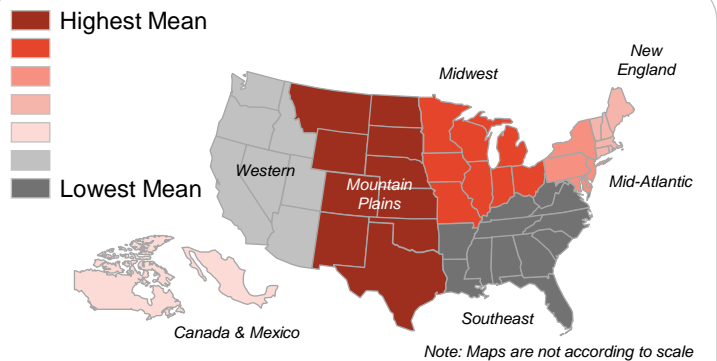 Highest Mean
New
England
Midwest
Western
Mountain
Plains
Mid-Atlantic
Lowest Mean
Southeast
Canada & Mexico
Note: Maps are not according to scale